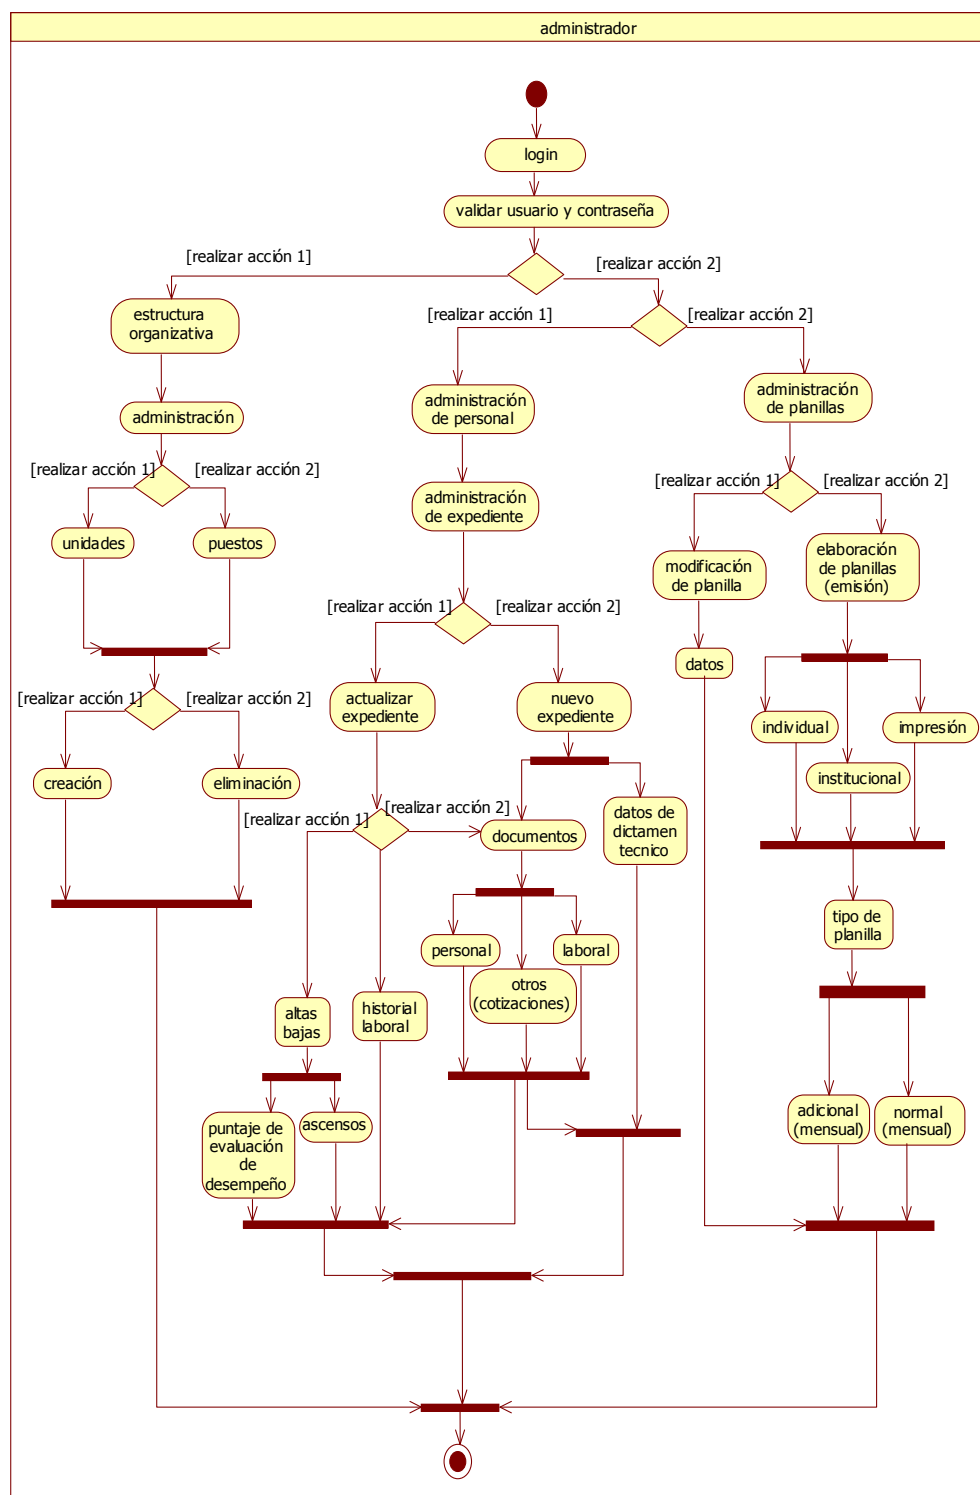 administrador
login
validar usuario y contraseña
[realizar acción 1]
[realizar acción 2]
estructura
organizativa
[realizar acción 1]
[realizar acción 2]
administración
administración
de personal
administración
de planillas
[realizar acción 1]
[realizar acción 2]
administración
de expediente
[realizar acción 1]
[realizar acción 2]
unidades
puestos
modificación
de planilla
elaboración
de planillas
(emisión)
[realizar acción 1]
[realizar acción 2]
datos
[realizar acción 1]
[realizar acción 2]
actualizar
expediente
nuevo
expediente
individual
impresión
creación
eliminación
institucional
[realizar acción 1]
[realizar acción 2]
documentos
datos de
dictamen
tecnico
tipo de
planilla
personal
laboral
otros
(cotizaciones)
altas
bajas
historial
laboral
puntaje de
evaluación
de
desempeño
ascensos
adicional
(mensual)
normal
(mensual)